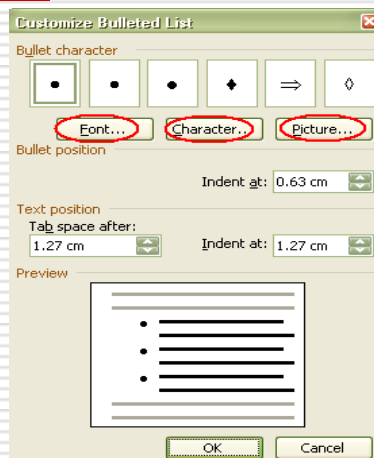 Customize Bulleted List
Bullet character
Font... Character... Picture...
Bullet position
Indent at: 0.63 cm
Text position
Tab space after:
1.27 cm Indent at: 1.27 cm
Preview
OK Cancel